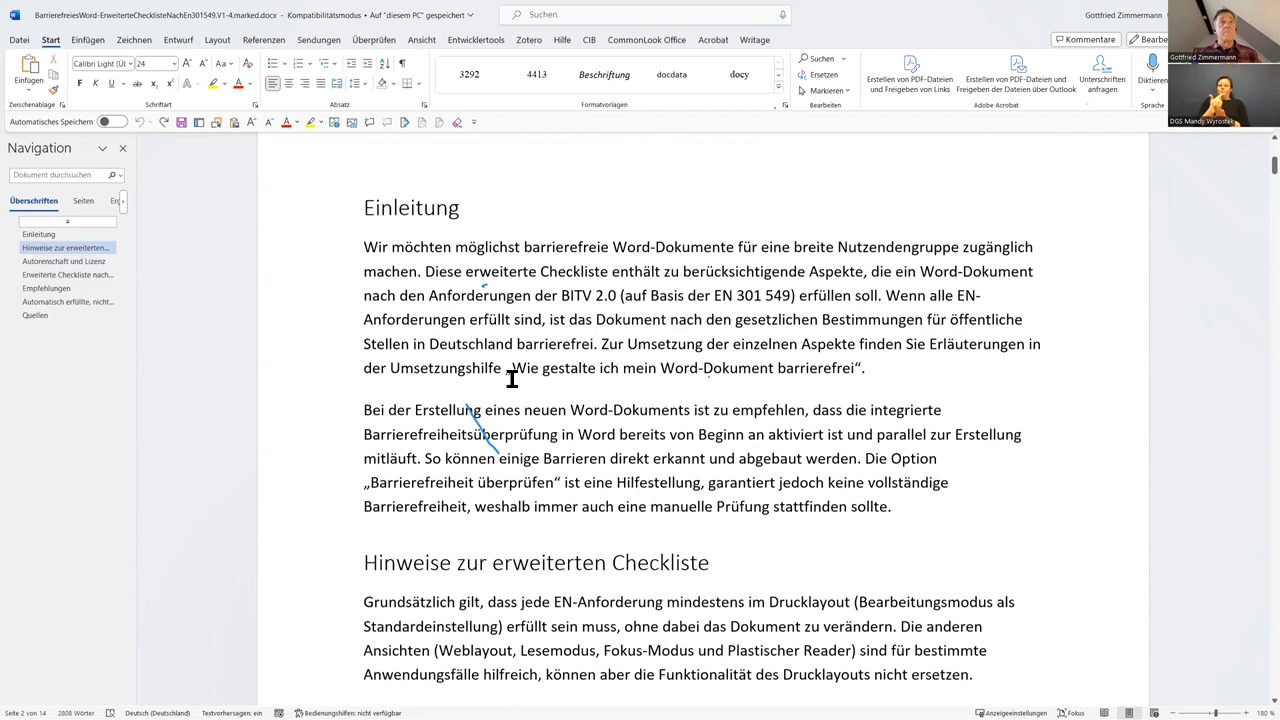 BarrierefreiesWord-ErweiterteChecklisteNachEn301549.V1-4.marked.docx - Kompatibilitätsmodus • Auf "diesem PC" gespeichert
Suchen
Gottfried Zimmermann
Datei Start Einfügen Zeichnen Entwurf Layout Referenzen Sendungen Überprüfen Ansicht Entwicklertools Zotero Hilfe CIB CommonLook Office Acrobat Writage
Kommentare
Gottfried Zimmermann
Einfügen
Calibri Light (Üt 24
3292 4413 Beschriftung docdata docy
Suchen
Ersetzen
Markieren
Erstellen von PDF-Dateien und Freigeben von Links
Erstellen von PDF-Dateien und Freigeben der Dateien über Outlook
Unterschriften anfragen
Diktieren
Zwischenablage Schriftart Absatz Formatvorlagen Bearbeiten Adobe Acrobat Sprache
DGS Mandy Wyrostek
Automatisches Speichern
Navigation
Dokument durchsuchen
Überschriften Seiten
Einleitung
Hinweise zur erweiterten...
Autorenschaft und Lizenz
Erweiterte Checkliste nach...
Empfehlungen
Automatisch erfüllte, nicht...
Quellen
Einleitung
Wir möchten möglichst barrierefreie Word-Dokumente für eine breite Nutzendengruppe zugänglich
machen. Diese erweiterte Checkliste enthält zu berücksichtigende Aspekte, die ein Word-Dokument
nach den Anforderungen der BITV 2.0 (auf Basis der EN 301 549) erfüllen soll. Wenn alle EN-
Anforderungen erfüllt sind, ist das Dokument nach den gesetzlichen Bestimmungen für öffentliche
Stellen in Deutschland barrierefrei. Zur Umsetzung der einzelnen Aspekte finden Sie Erläuterungen in
der Umsetzungshilfe „Wie gestalte ich mein Word-Dokument barrierefrei“.
Bei der Erstellung eines neuen Word-Dokuments ist zu empfehlen, dass die integrierte
Barrierefreiheitsüberprüfung in Word bereits von Beginn an aktiviert ist und parallel zur Erstellung
mitläuft. So können einige Barrieren direkt erkannt und abgebaut werden. Die Option
„Barrierefreiheit überprüfen“ ist eine Hilfestellung, garantiert jedoch keine vollständige
Barrierefreiheit, weshalb immer auch eine manuelle Prüfung stattfinden sollte.
Hinweise zur erweiterten Checkliste
Grundsätzlich gilt, dass jede EN-Anforderung mindestens im Drucklayout (Bearbeitungsmodus als
Standardeinstellung) erfüllt sein muss, ohne dabei das Dokument zu verändern. Die anderen
Ansichten (Weblayout, Lesemodus, Fokus-Modus und Plastischer Reader) sind für bestimmte
Anwendungsfälle hilfreich, können aber die Funktionalität des Drucklayouts nicht ersetzen.
Seite 2 von 14 2808 Wörter Deutsch (Deutschland) Textvorhersagen: ein Bedienungshilfen: nicht verfügbar Anzeigeeinstellungen Fokus 180 %